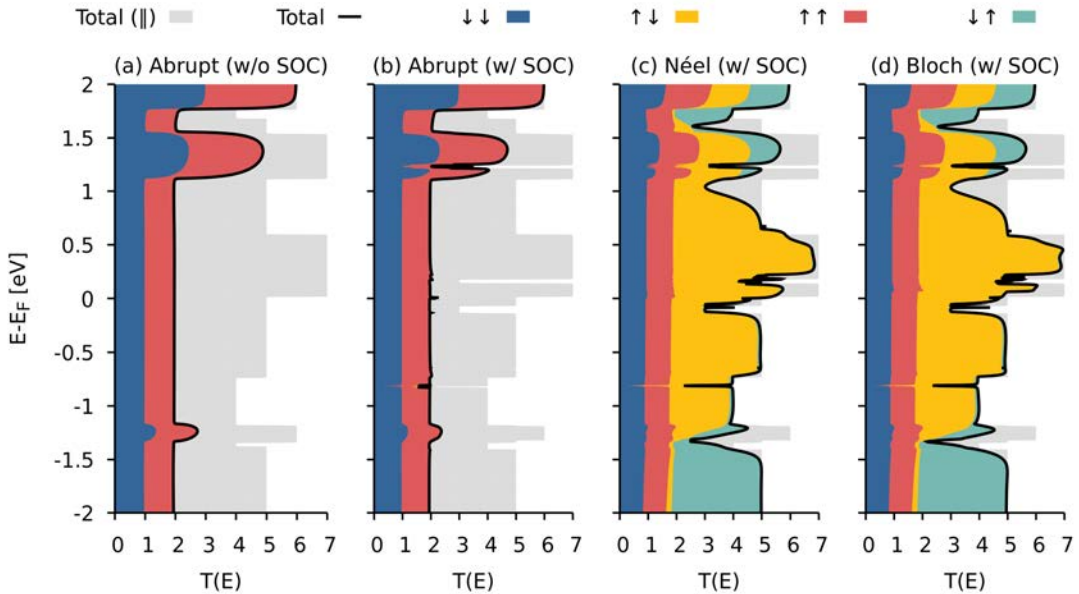 Total (∥) Total ↓↓ ↑↓ ↑↑ ↓↑
(a) Abrupt (w/o SOC) (b) Abrupt (w/ SOC) (c) Néel (w/ SOC) (d) Bloch (w/ SOC)
2
1.5
1
0.5
0
-0.5
-1
-1.5
-2
E-E_F [eV]
0 1 2 3 4 5 6 7 0 1 2 3 4 5 6 7 0 1 2 3 4 5 6 7 0 1 2 3 4 5 6 7
T(E) T(E) T(E) T(E)